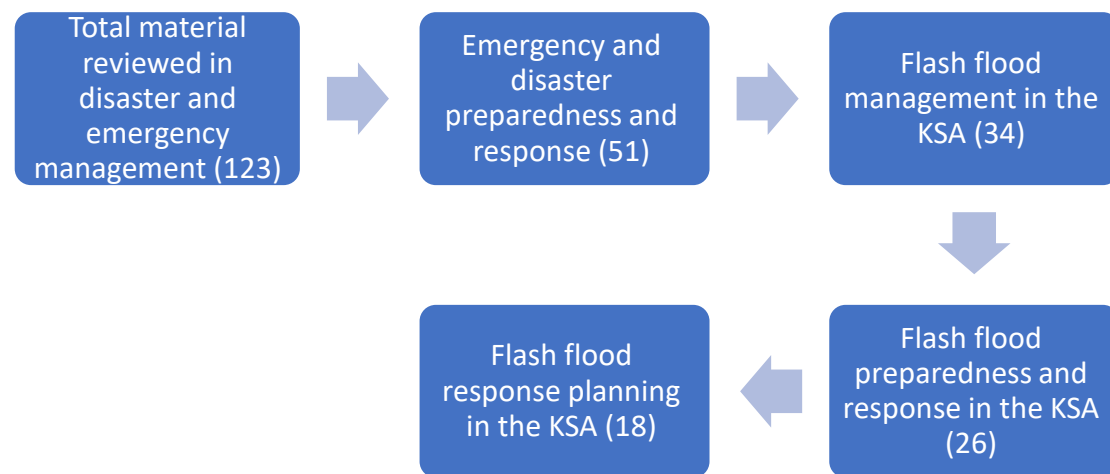 Total material
reviewed in
disaster and
emergency
management (123)
Emergency and
disaster
preparedness and
response (51)
Flash flood
management in the
KSA (34)
Flash flood
preparedness and
response in the KSA
(26)
Flash flood
response planning
in the KSA (18)